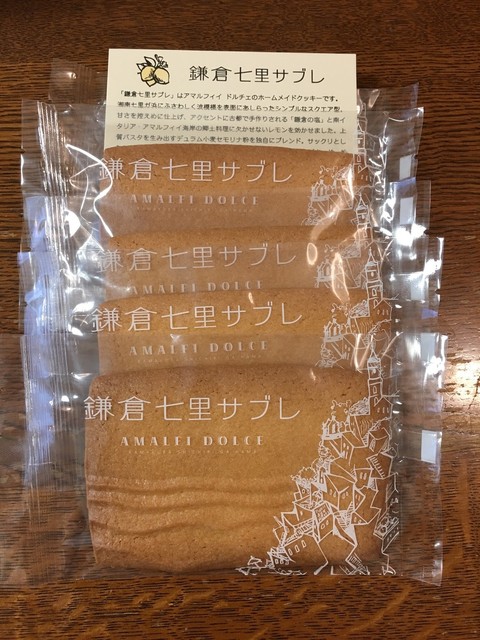 鎌倉七里サブレ
「鎌倉七里サブレ」はアマルフィイ ドルチェのホームメイドクッキーです。
湘南七里ガ浜にふさわしく波模様を表面にあしらったシンプルなスクエア型。
甘さを控えめに仕上げ、アクセントに古都で手作りされる「鎌倉の塩」と南イ
タリア アマルフィイ海岸の郷土料理に欠かせないレモンを効かせました。上
質パスタを生み出すデュラム小麦セモリナ粉を独自にブレンド。サックリとし
鎌倉七里サブレ
AMALFI DOLCE
鎌倉七里サブレ
AMALFI DOLCE
鎌倉七里サブレ
AMALFI DOLCE
鎌倉七里サブレ
AMALFI DOLCE